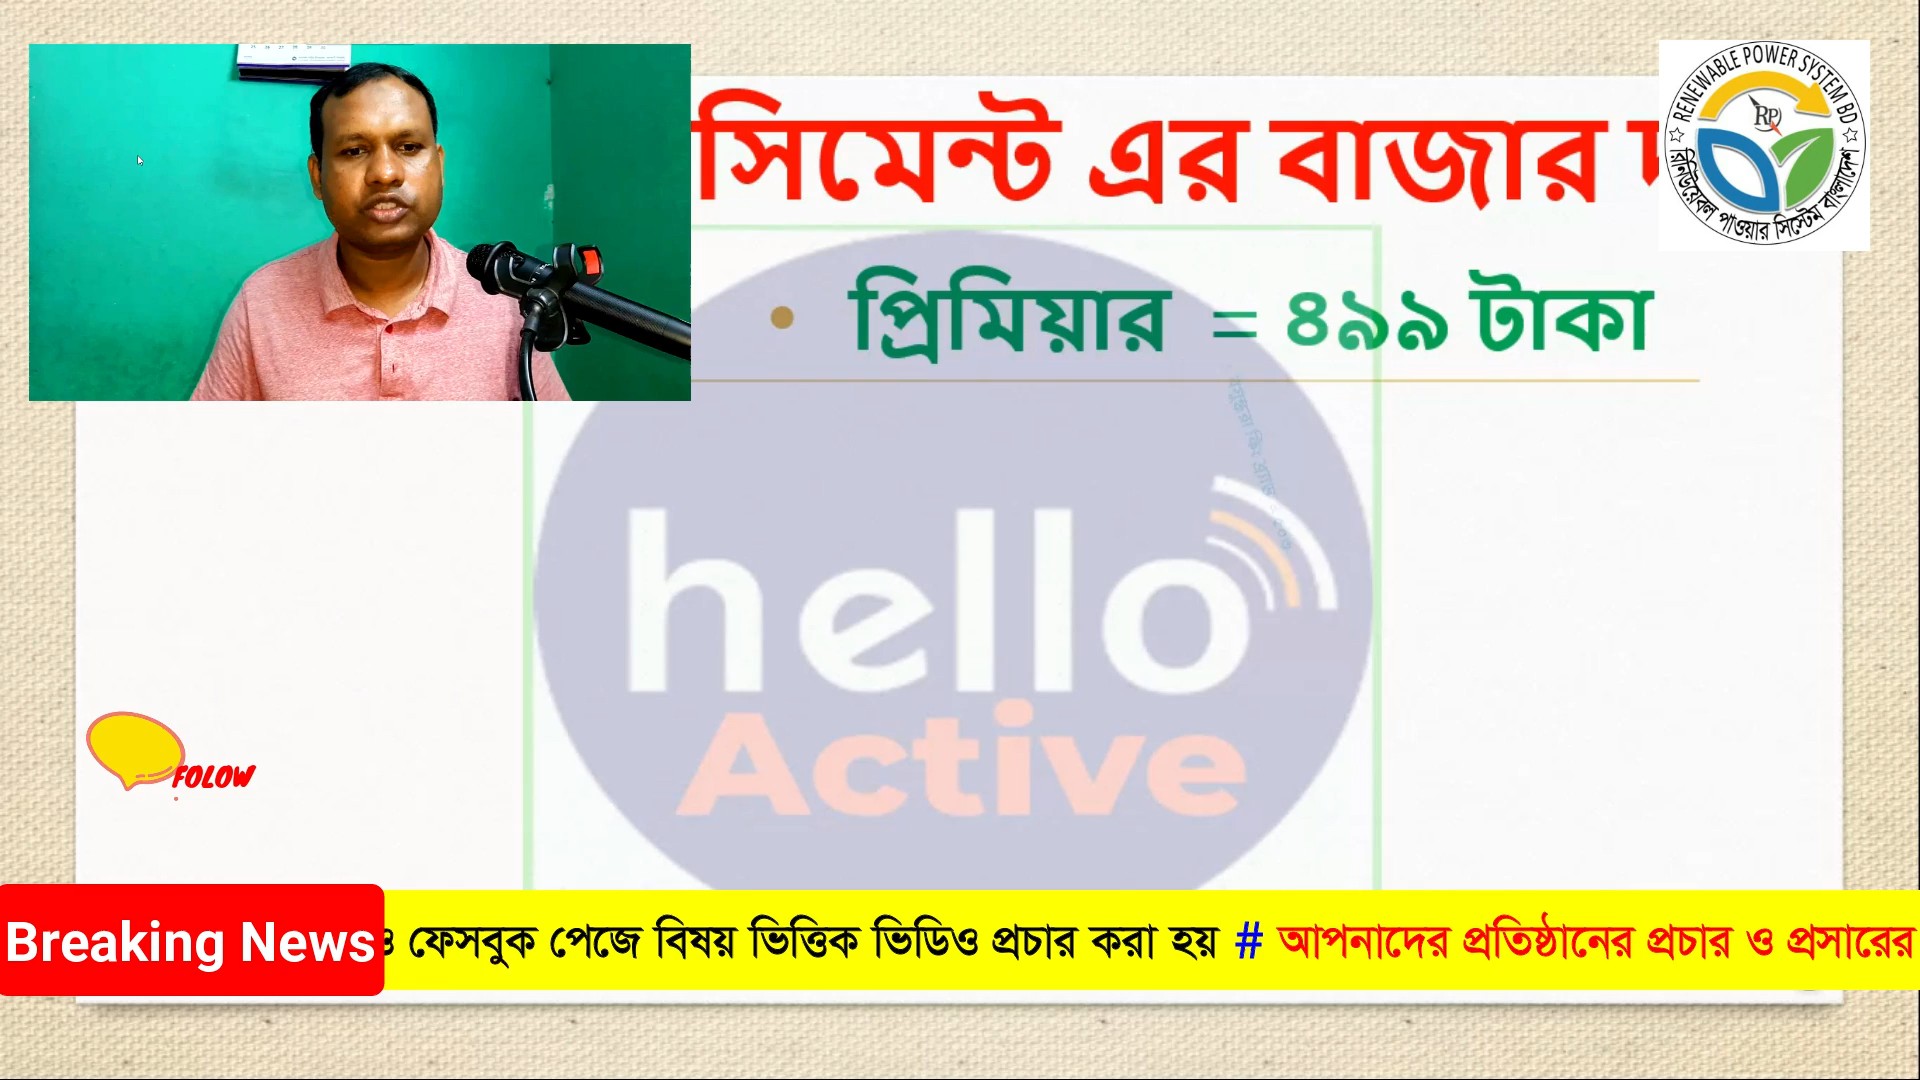 সিমেন্ট এর বাজার
RENEWABLE POWER SYSTEM BD
RP
রিনিউয়েবল পাওয়ার সিস্টেম বাংলাদেশ
• প্রিমিয়ার = ৪৯৯ টাকা
hello
Active
FOLOW
Breaking News
ও ফেসবুক পেজে বিষয় ভিত্তিক ভিডিও প্রচার করা হয় # আপনাদের প্রতিষ্ঠানের প্রচার ও প্রসারের